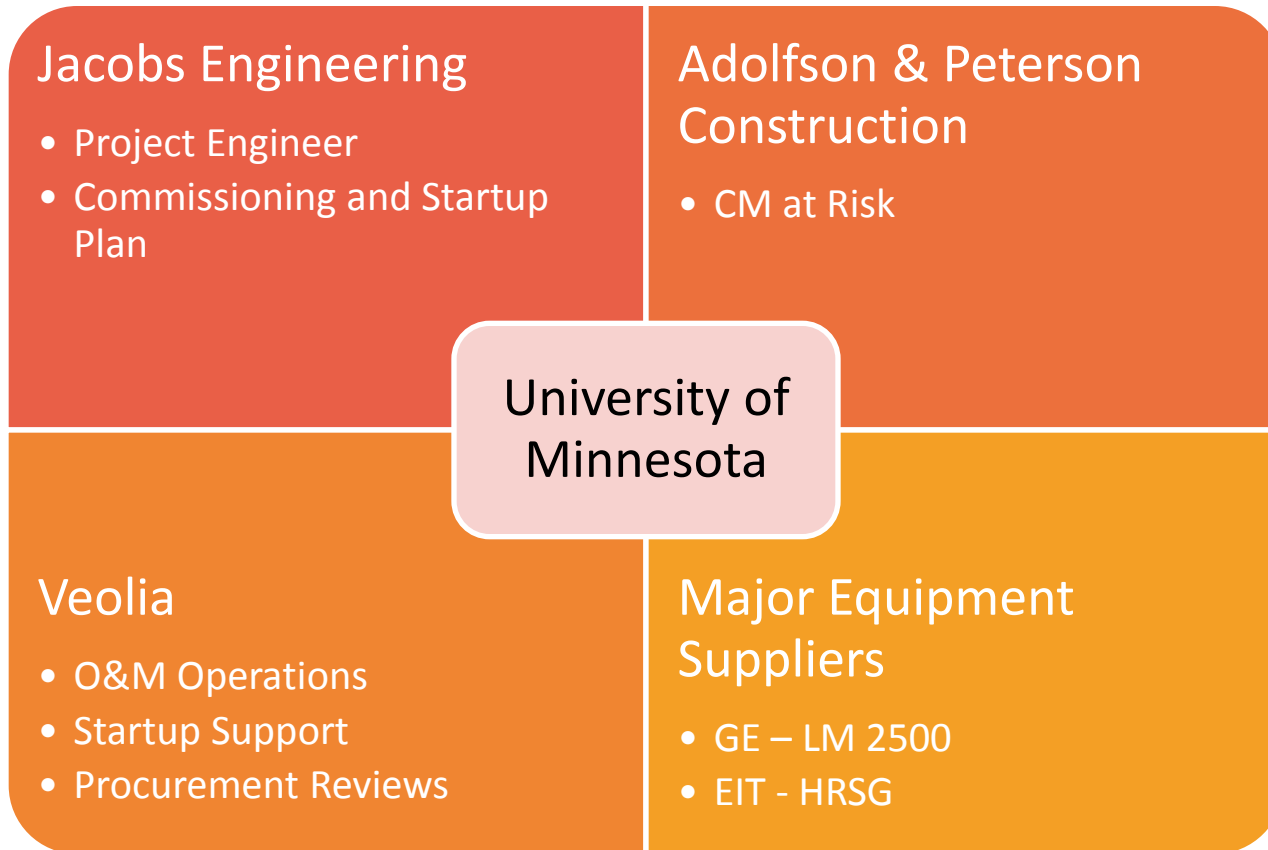 Jacobs Engineering
• Project Engineer
• Commissioning and Startup
Plan
Adolfson & Peterson
Construction
• CM at Risk
University of
Minnesota
Veolia
• O&M Operations
• Startup Support
• Procurement Reviews
Major Equipment
Suppliers
• GE – LM 2500
• EIT - HRSG